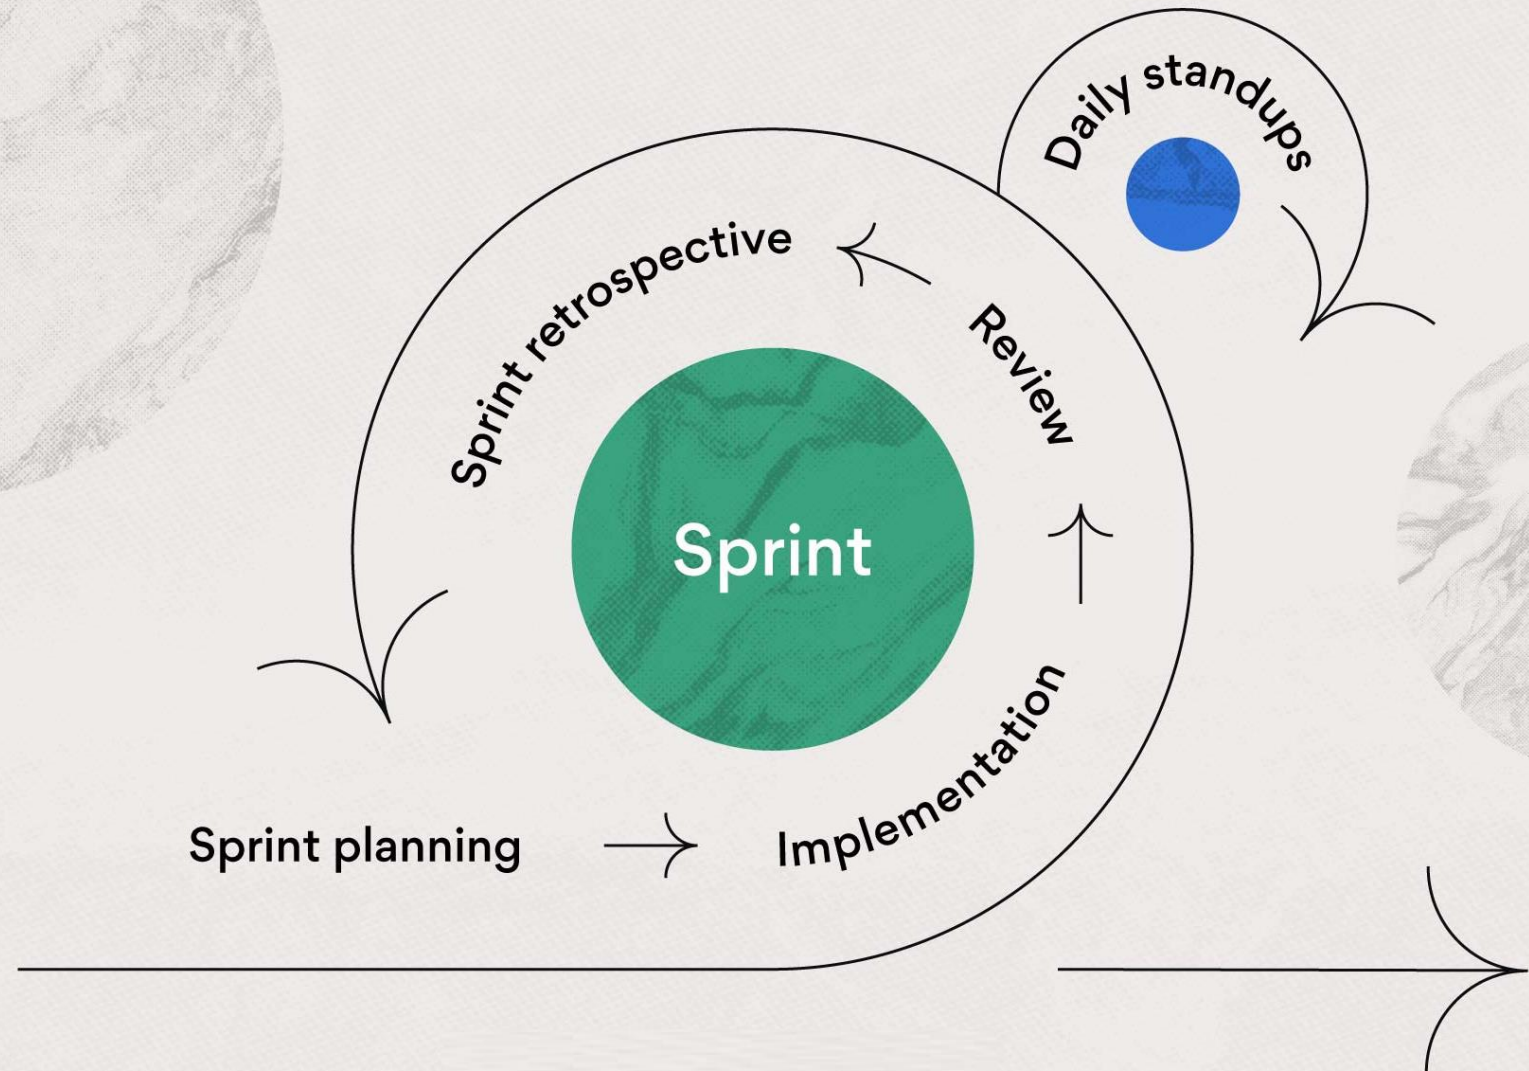 Daily standups
Sprint retrospective
Review
Sprint
Implementation
Sprint planning